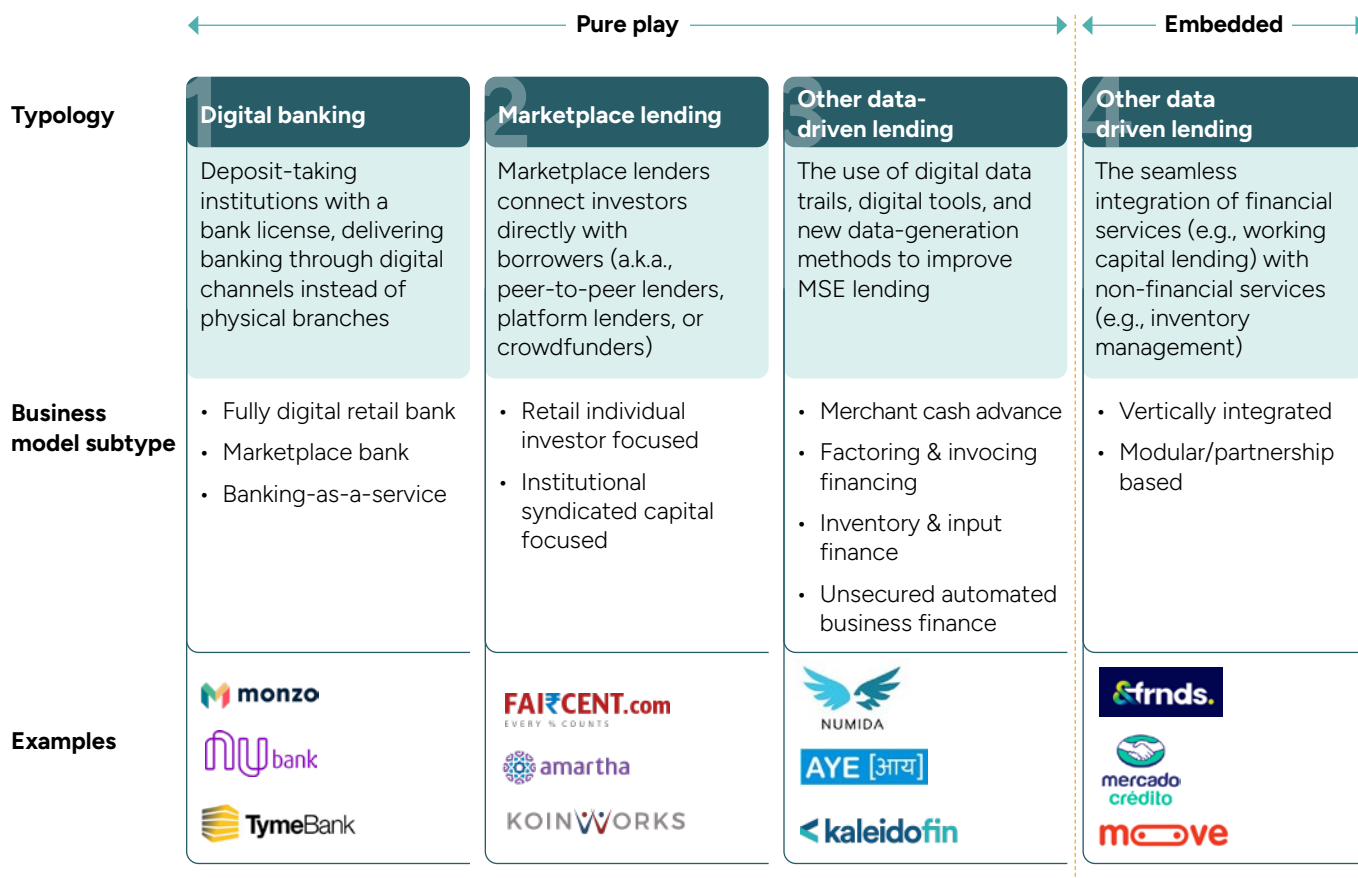 Pure play
Embedded
Typology
1
Digital banking
Deposit-taking
institutions with a
bank license, delivering
banking through digital
channels instead of
physical branches
2
Marketplace lending
Marketplace lenders
connect investors
directly with
borrowers (a.k.a.,
peer-to-peer lenders,
platform lenders, or
crowdfunders)
3
Other data-
driven lending
The use of digital data
trails, digital tools, and
new data-generation
methods to improve
MSE lending
4
Other data
driven lending
The seamless
integration of financial
services (e.g., working
capital lending) with
non-financial services
(e.g., inventory
management)
Business
model subtype
• Fully digital retail bank
• Marketplace bank
• Banking-as-a-service
• Retail individual
investor focused
• Institutional
syndicated capital
focused
• Merchant cash advance
• Factoring & invocing
financing
• Inventory & input
finance
• Unsecured automated
business finance
• Vertically integrated
• Modular/partnership
based
Examples
monzo
nu bank
TymeBank
FAI₹CENT.com
EVERY % COUNTS
amartha
KOINWORKS
NUMIDA
AYE [आय]
kaleidofin
&frnds.
mercado
crédito
moove